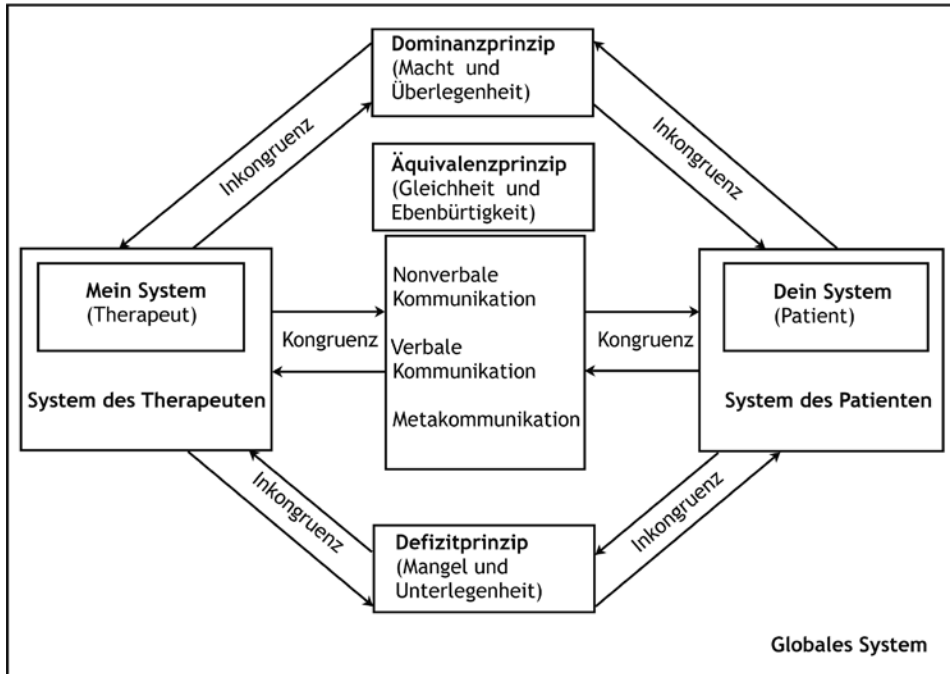 Dominanzprinzip
(Macht und
Überlegenheit)
Inkongruenz
Inkongruenz
Äquivalenzprinzip
(Gleichheit und
Ebenbürtigkeit)
Mein System
(Therapeut)
System des Therapeuten
Kongruenz
Nonverbale
Kommunikation
Verbale
Kommunikation
Metakommunikation
Kongruenz
Dein System
(Patient)
System des Patienten
Inkongruenz
Inkongruenz
Defizitprinzip
(Mangel und
Unterlegenheit)
Globales System